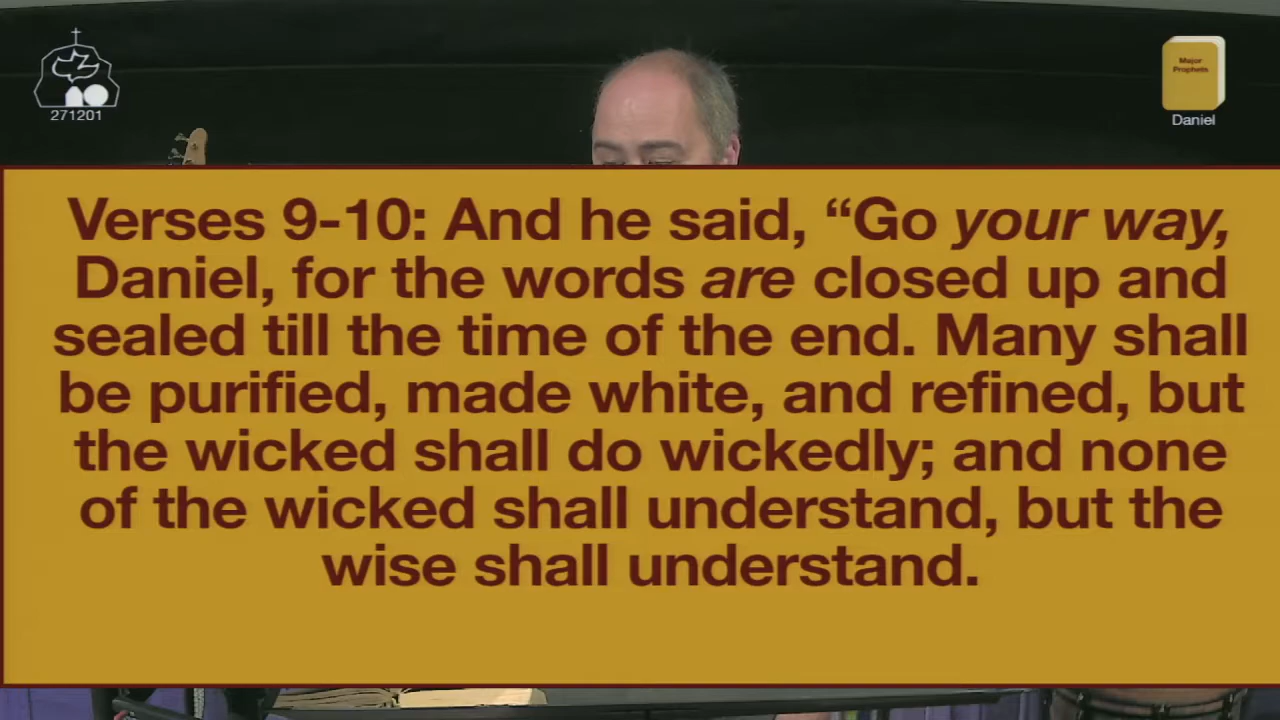 271201
Major
Prophets
Daniel
Verses 9-10: And he said, “Go your way,
Daniel, for the words are closed up and
sealed till the time of the end. Many shall
be purified, made white, and refined, but
the wicked shall do wickedly; and none
of the wicked shall understand, but the
wise shall understand.